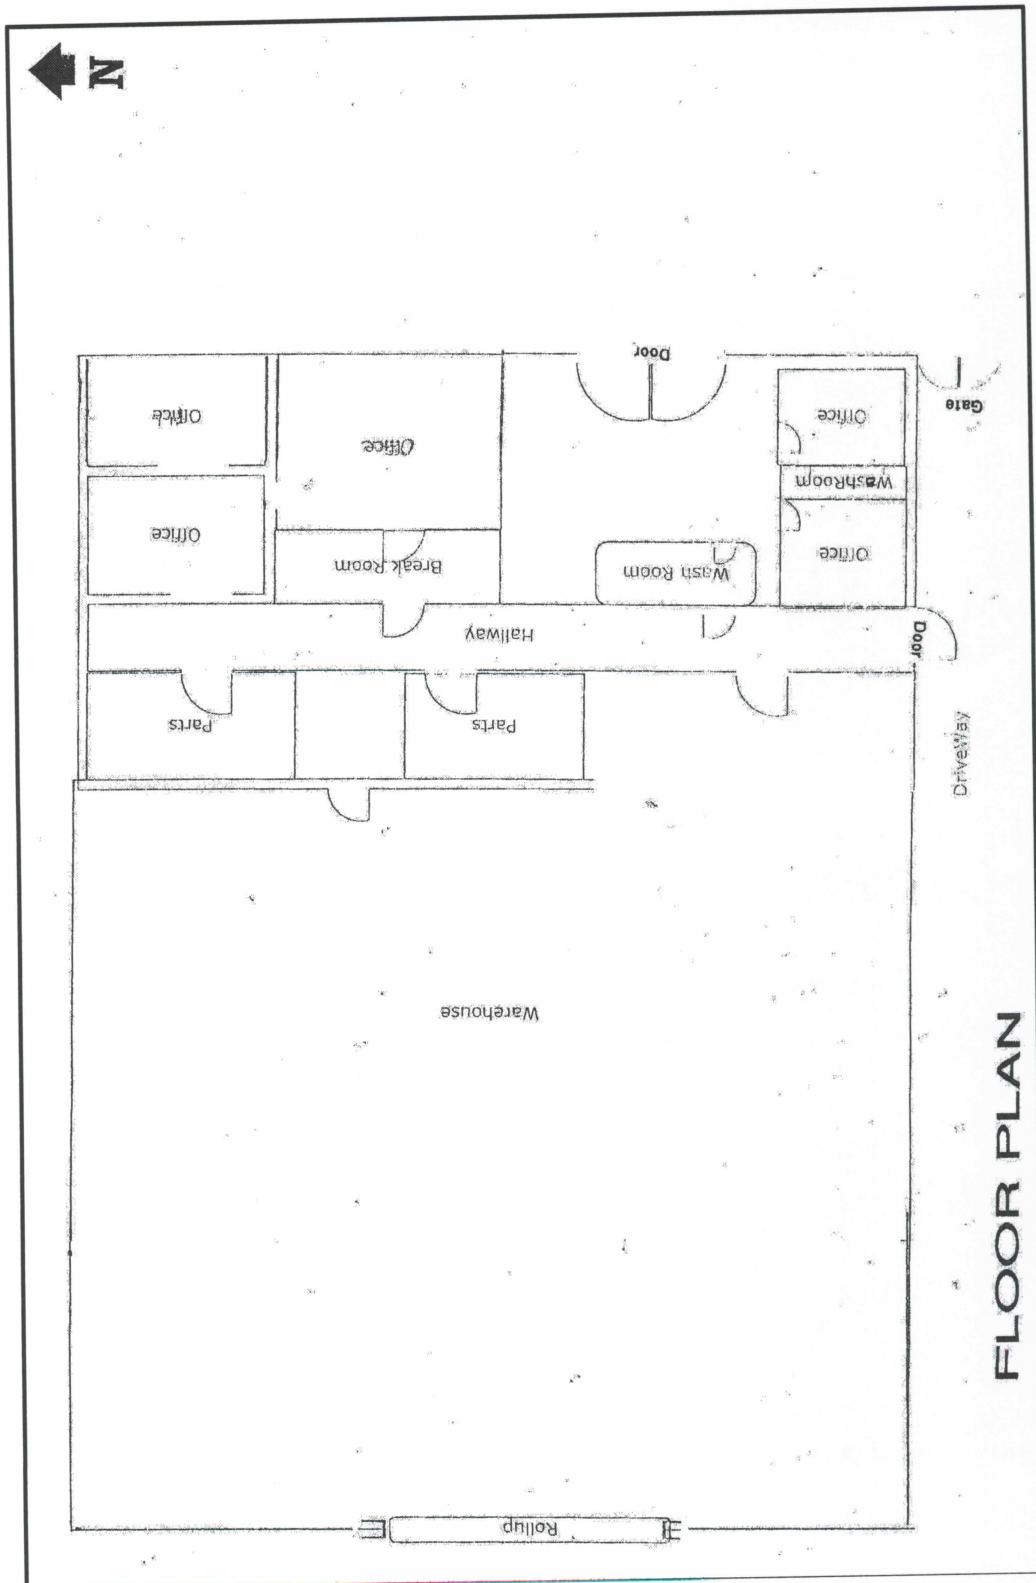 N
FLOOR PLAN
Gate
Door
Office
WashRoom
Office
Office
Office
Office
Wash Room
Break Room
Door
Hallway
DriveWay
Parts
Parts
Warehouse
Rollup